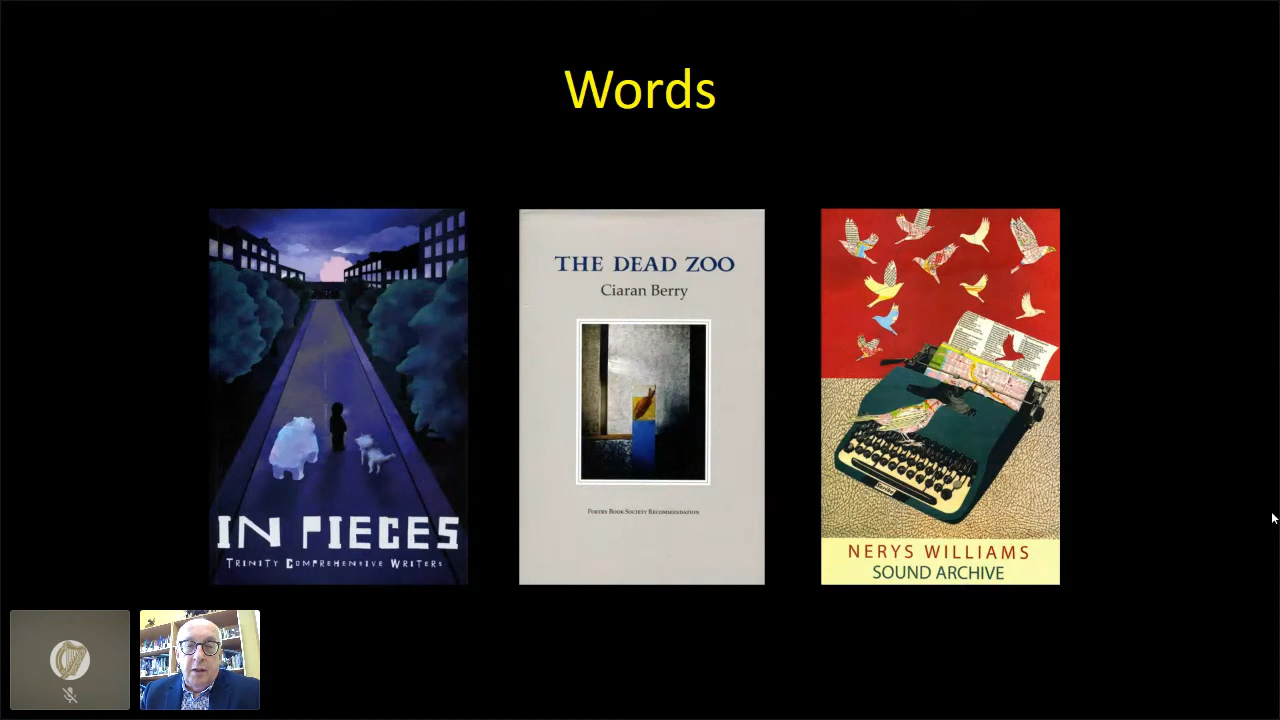 Words
IN PIECES
TRINITY COMPREHENSIVE WRITERS
THE DEAD ZOO
Ciaran Berry
POETRY BOOK SOCIETY RECOMMENDATION
NERYS WILLIAMS
SOUND ARCHIVE